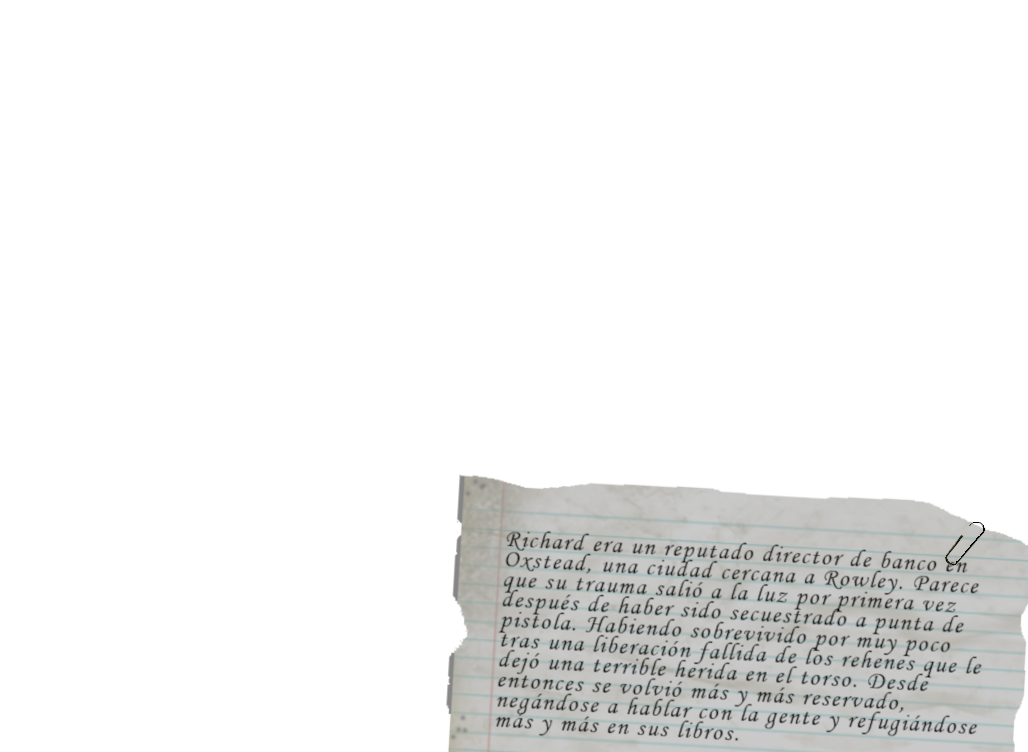 Richard era un reputado director de banco en
Oxstead, una ciudad cercana a Rowley. Parece
que su trauma salió a la luz por primera vez
después de haber sido secuestrado a punta de
pistola. Habiendo sobrevivido por muy poco
tras una liberación fallida de los rehenes que le
dejó una terrible herida en el torso. Desde
entonces se volvió más y más reservado,
negándose a hablar con la gente y refugiándose
más y más en sus libros.